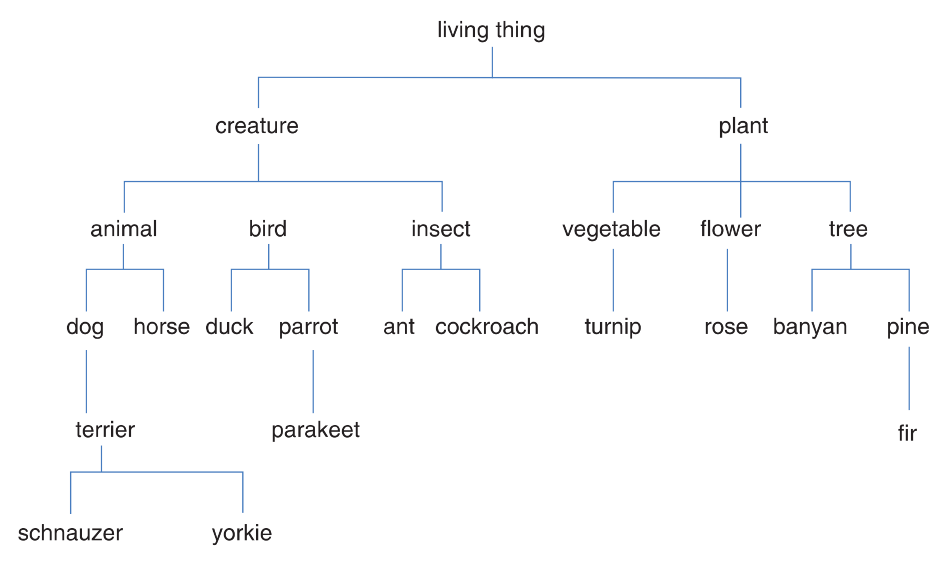 living thing
creature plant
animal bird insect vegetable flower tree
dog horse duck parrot ant cockroach turnip rose banyan pine
terrier parakeet fir
schnauzer yorkie